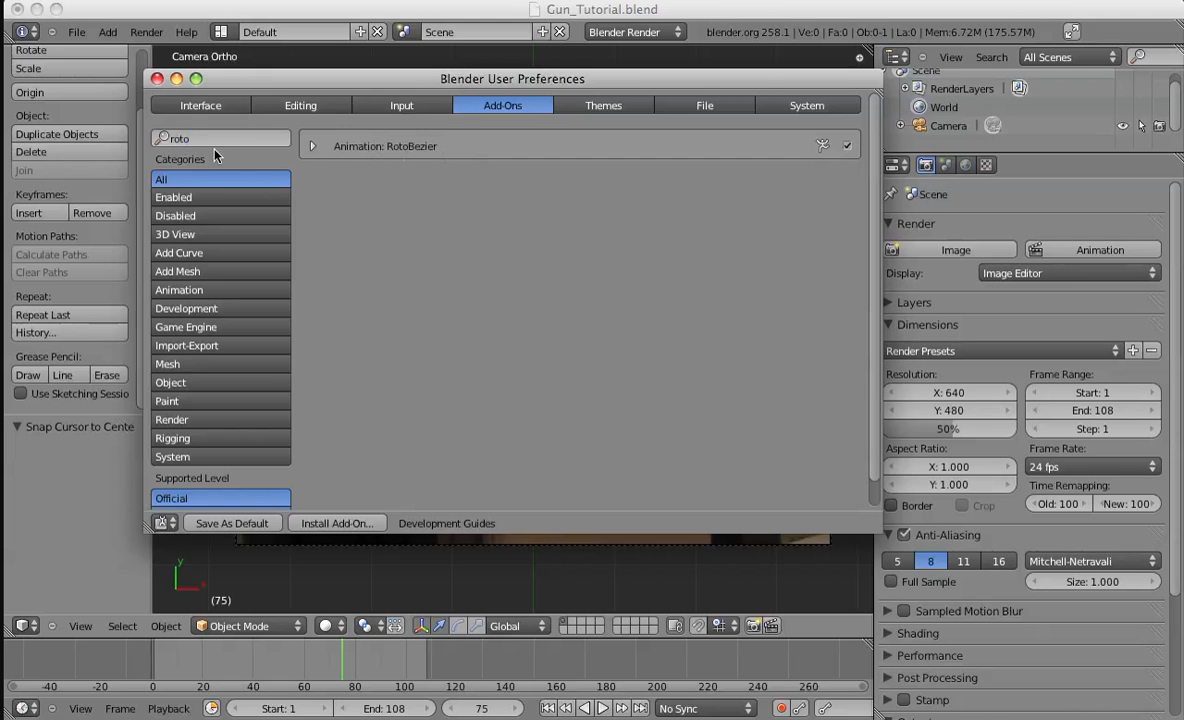 Gun_Tutorial.blend
File Add Render Help Default Scene Blender Render blender.org 258.1 | Ve:0 | Fa:0 | Ob:0-1 | La:0 | Mem:6.72M (175.57M)
Rotate
Scale
Origin
Object:
Duplicate Objects
Delete
Join
Keyframes:
Insert Remove
Motion Paths:
Calculate Paths
Clear Paths
Repeat:
Repeat Last
History...
Grease Pencil:
Draw Line Erase
Use Sketching Sessio
Snap Cursor to Cente
Camera Ortho
Blender User Preferences
Interface Editing Input Add-Ons Themes File System
roto
Animation: RotoBezier
Categories
All
Enabled
Disabled
3D View
Add Curve
Add Mesh
Animation
Development
Game Engine
Import-Export
Mesh
Object
Paint
Render
Rigging
System
Supported Level
Official
Save As Default Install Add-On... Development Guides
y
x
(75)
View Select Object Object Mode Global
-40 -20 0 20 40 60 80 100 120 140 160
View Frame Playback Start: 1 End: 108 75 No Sync
View Search All Scenes
Scene
RenderLayers
World
Camera
Scene
Render
Image Animation
Display: Image Editor
Layers
Dimensions
Render Presets
Resolution: Frame Range:
X: 640 Start: 1
Y: 480 End: 108
50% Step: 1
Aspect Ratio: Frame Rate:
X: 1.000 24 fps
Y: 1.000 Time Remapping:
Border Crop Old: 100 New: 100
Anti-Aliasing
5 8 11 16 Mitchell-Netravali
Full Sample Size: 1.000
Sampled Motion Blur
Shading
Performance
Post Processing
Stamp